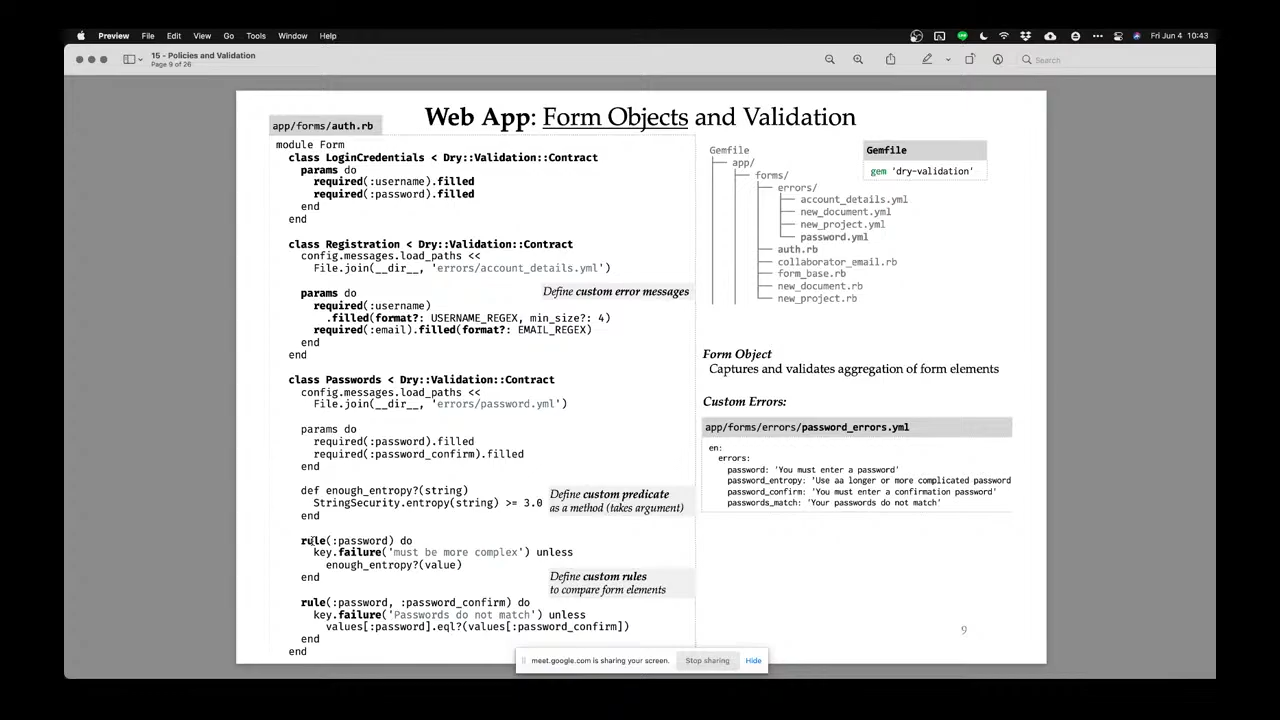 Preview File Edit View Go Tools Window Help Fri Jun 4 10:43
15 - Policies and Validation
Page 9 of 26
Search
Web App: Form Objects and Validation
app/forms/auth.rb
module Form
class LoginCredentials < Dry::Validation::Contract
params do
required(:username).filled
required(:password).filled
end
end
class Registration < Dry::Validation::Contract
config.messages.load_paths <<
File.join(__dir__, 'errors/account_details.yml')
Define custom error messages
params do
required(:username)
.filled(format?: USERNAME_REGEX, min_size?: 4)
required(:email).filled(format?: EMAIL_REGEX)
end
end
class Passwords < Dry::Validation::Contract
config.messages.load_paths <<
File.join(__dir__, 'errors/password.yml')
params do
required(:password).filled
required(:password_confirm).filled
end
def enough_entropy?(string)
StringSecurity.entropy(string) >= 3.0
end
Define custom predicate
as a method (takes argument)
rule(:password) do
key.failure('must be more complex') unless
enough_entropy?(value)
end
Define custom rules
to compare form elements
rule(:password, :password_confirm) do
key.failure('Passwords do not match') unless
values[:password].eql?(values[:password_confirm])
end
end
Gemfile
app/
forms/
errors/
account_details.yml
new_document.yml
new_project.yml
password.yml
auth.rb
collaborator_email.rb
form_base.rb
new_document.rb
new_project.rb
Gemfile
gem 'dry-validation'
Form Object
Captures and validates aggregation of form elements
Custom Errors:
app/forms/errors/password_errors.yml
en:
errors:
password: 'You must enter a password'
password_entropy: 'Use aa longer or more complicated password
password_confirm: 'You must enter a confirmation password'
passwords_match: 'Your passwords do not match'
9
meet.google.com is sharing your screen. Stop sharing Hide